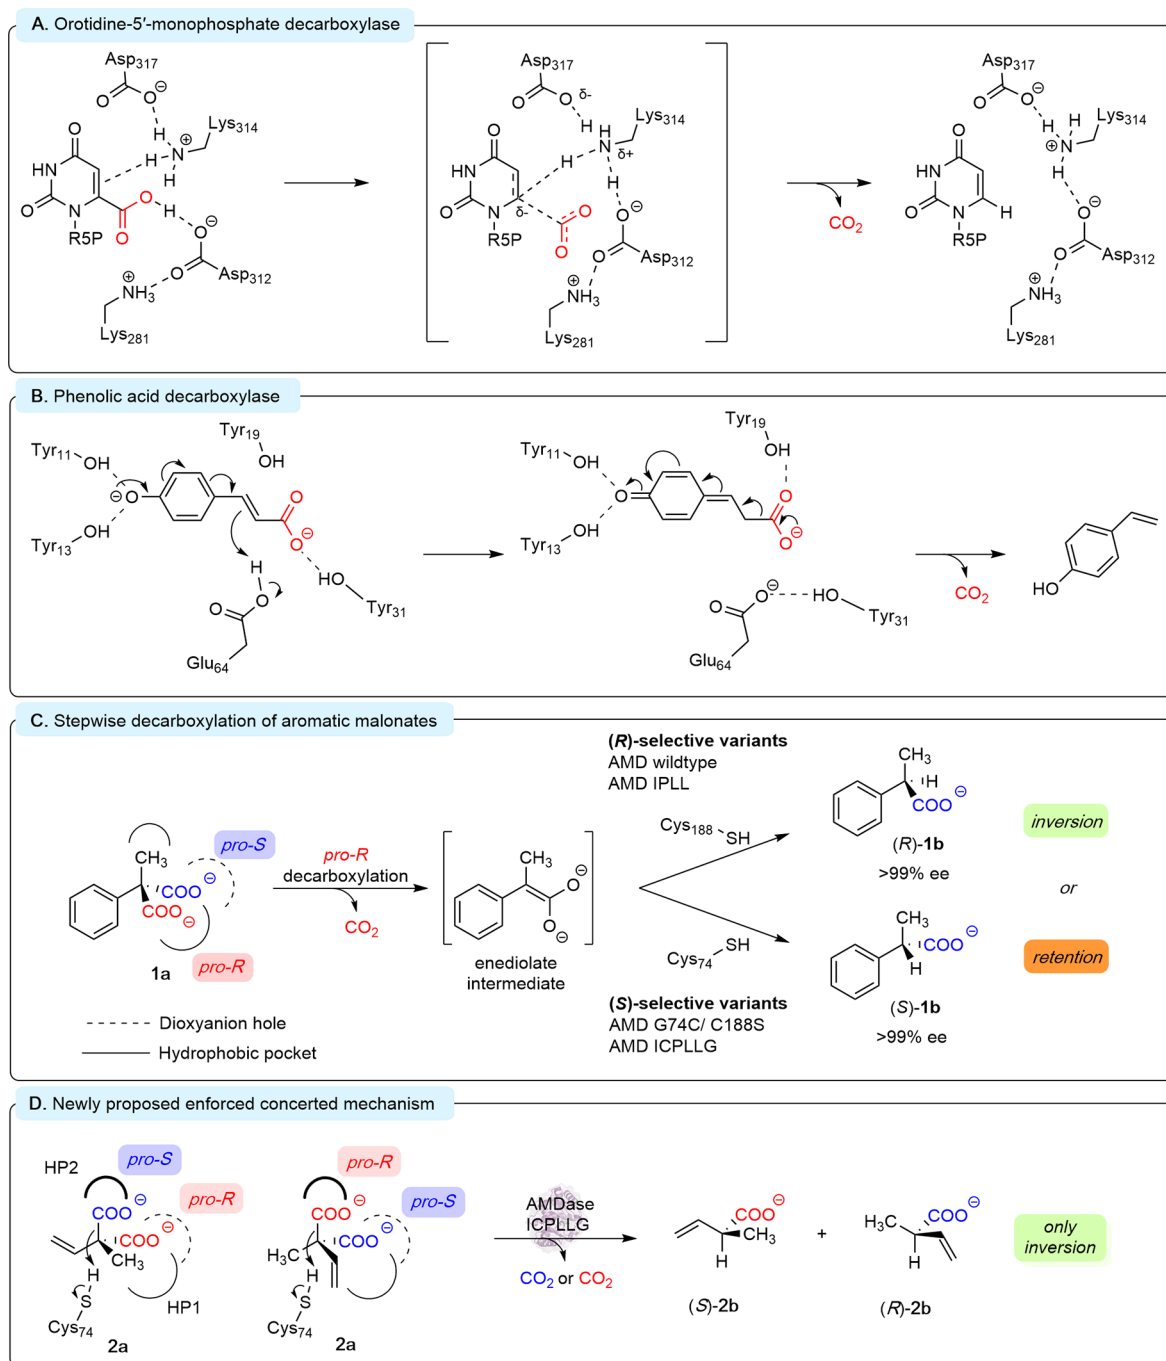 A. Orotidine-5′-monophosphate decarboxylase
Asp317
O
O ⊖
H
Lys314
O
H
N ⊕
H
HN
O
N
O
H
O
R5P
O ⊖
O
Asp312
⊕
NH3
Lys281
Asp317
O
O
δ-
H
Lys314
O
H
N
δ+
HN
H
O
N
δ-
O
O
O ⊖
R5P
O
Asp312
⊕
NH3
Lys281
CO2
Asp317
O
O ⊖
H
H
N
⊕
Lys314
O
H
HN
O
N
H
O ⊖
R5P
O
Asp312
⊕
NH3
Lys281
B. Phenolic acid decarboxylase
Tyr19
OH
Tyr11
OH
⊖ O
O
O ⊖
OH
Tyr13
H
O
O
HO
Tyr31
Glu64
Tyr19
OH
Tyr11
OH
O
O
O ⊖
OH
Tyr13
O
O ⊖
HO
Tyr31
Glu64
CO2
HO
C. Stepwise decarboxylation of aromatic malonates
CH3
pro-S
COO ⊖
COO ⊖
1a
pro-R
pro-R
decarboxylation
CO2
CH3
O ⊖
O
⊖
enediolate
intermediate
(R)-selective variants
AMD wildtype
AMD IPLL
Cys188
SH
SH
Cys74
(S)-selective variants
AMD G74C/ C188S
AMD ICPLLG
CH3
H
COO ⊖
(R)-1b
>99% ee
inversion
or
CH3
COO ⊖
H
(S)-1b
>99% ee
retention
Dioxyanion hole
Hydrophobic pocket
D. Newly proposed enforced concerted mechanism
HP2
pro-S
pro-R
COO ⊖
COO ⊖
CH3
H
S
HP1
Cys74
2a
pro-R
pro-S
COO ⊖
COO ⊖
H3C
H
S
Cys74
2a
AMDase
ICPLLG
CO2 or CO2
COO ⊖
CH3
H
(S)-2b
+
H3C
COO ⊖
H
(R)-2b
only
inversion